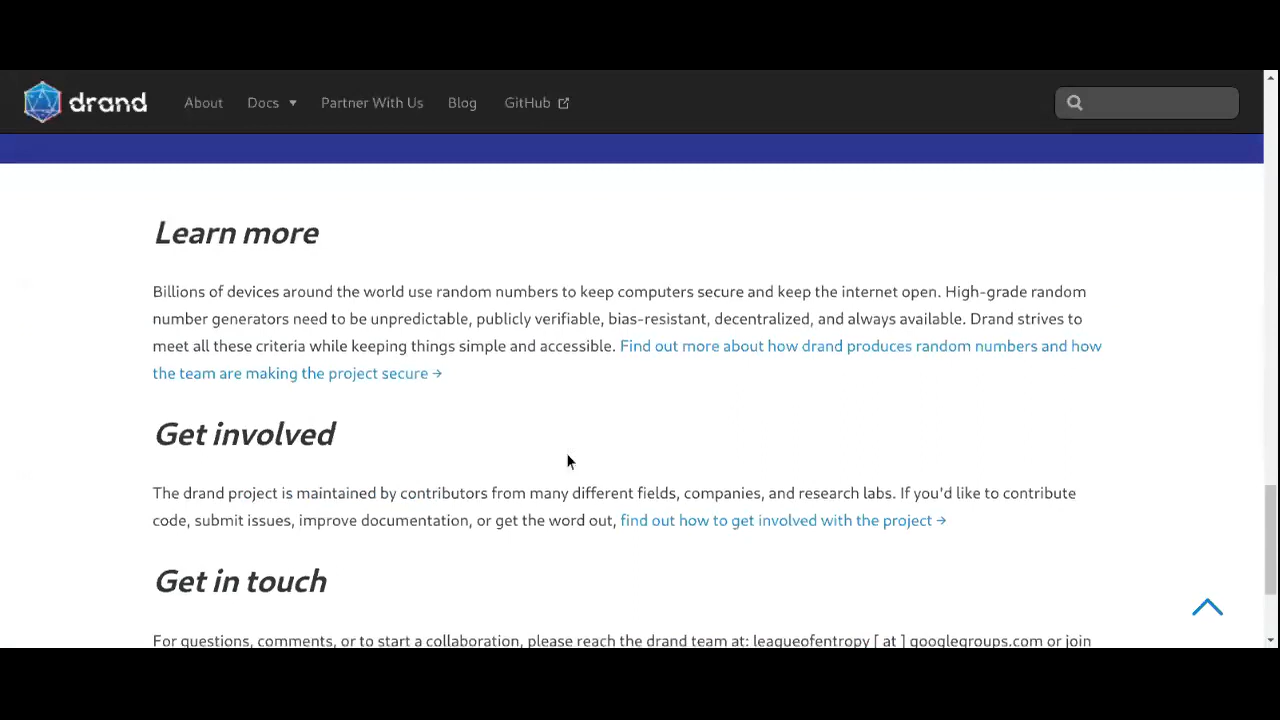 drand
About
Docs ▼
Partner With Us
Blog
GitHub
Learn more
Billions of devices around the world use random numbers to keep computers secure and keep the internet open. High-grade random
number generators need to be unpredictable, publicly verifiable, bias-resistant, decentralized, and always available. Drand strives to
meet all these criteria while keeping things simple and accessible. Find out more about how drand produces random numbers and how
the team are making the project secure →
Get involved
The drand project is maintained by contributors from many different fields, companies, and research labs. If you'd like to contribute
code, submit issues, improve documentation, or get the word out, find out how to get involved with the project →
Get in touch
For questions, comments, or to start a collaboration, please reach the drand team at: leagueofentropy [ at ] googlegroups.com or join